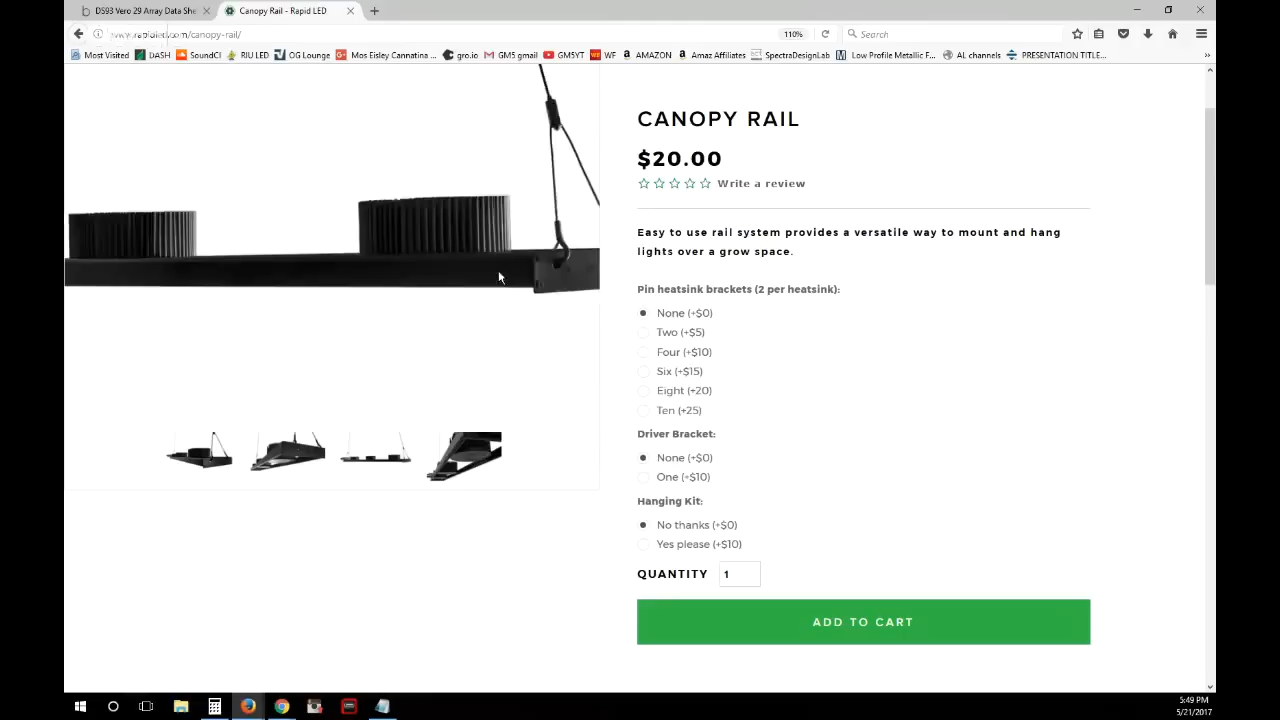 DS93 Vero 29 Array Data She
Canopy Rail - Rapid LED
www.rapidled.com/canopy-rail/
110%
Search
Most Visited
DASH
SoundCl
RIU LED
OG Lounge
Mos Eisley Cannatina ...
gro.io
GM5 gmail
GM5YT
WF
AMAZON
Amaz Affiliates
SpectraDesignLab
Low Profile Metallic F...
AL channels
PRESENTATION TITLE...
CANOPY RAIL
$20.00
Write a review
Easy to use rail system provides a versatile way to mount and hang
lights over a grow space.
Pin heatsink brackets (2 per heatsink):
None (+$0)
Two (+$5)
Four (+$10)
Six (+$15)
Eight (+20)
Ten (+25)
Driver Bracket:
None (+$0)
One (+$10)
Hanging Kit:
No thanks (+$0)
Yes please (+$10)
QUANTITY 1
ADD TO CART
5:49 PM
5/21/2017